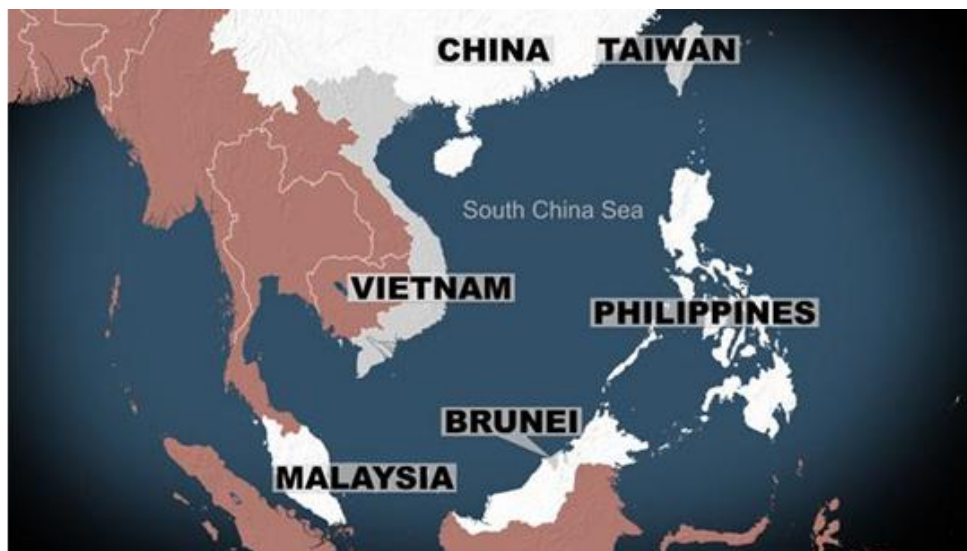 CHINA TAIWAN
South China Sea
VIETNAM
PHILIPPINES
BRUNEI
MALAYSIA